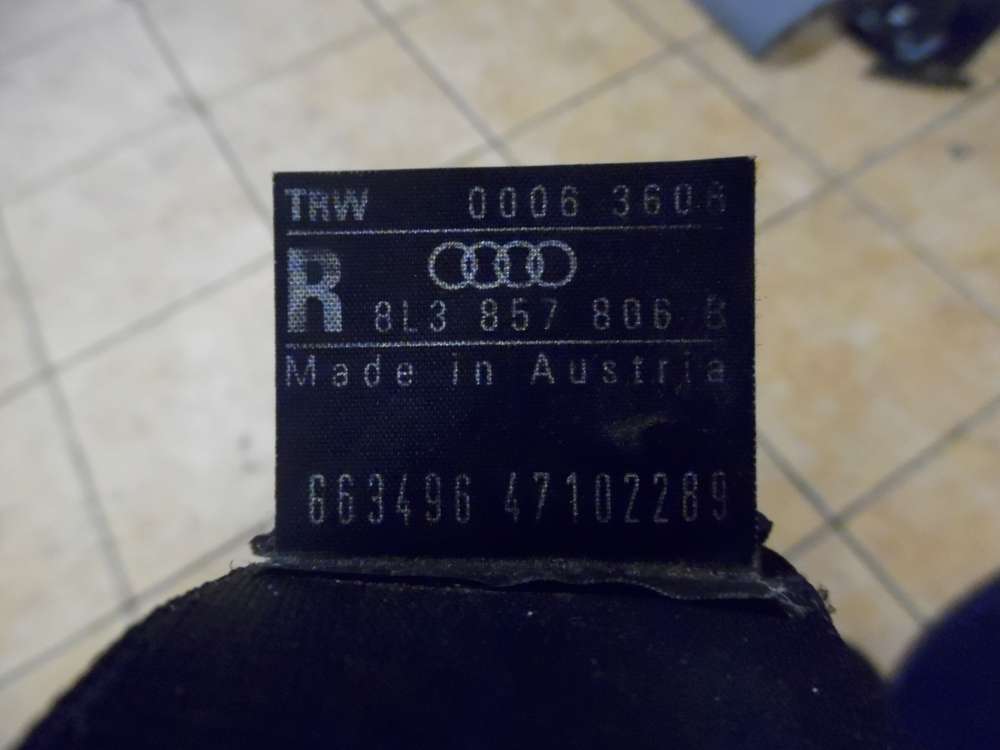 TRW 0006 3608
R
8L3 857 806 B
Made in Austria
663496 47102289